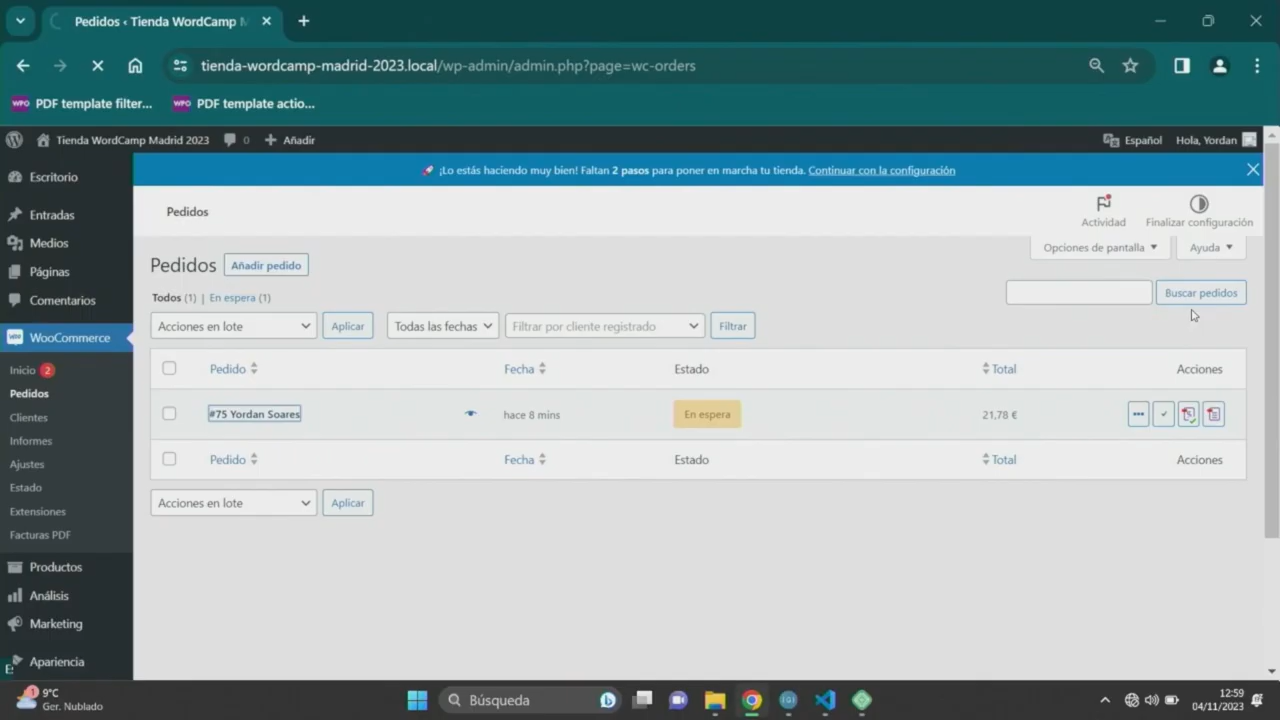 Pedidos ‹ Tienda WordCamp M
tienda-wordcamp-madrid-2023.local/wp-admin/admin.php?page=wc-orders
WPO PDF template filter... WPO PDF template actio...
Tienda WordCamp Madrid 2023 0 Añadir Español Hola, Yordan
¡Lo estás haciendo muy bien! Faltan 2 pasos para poner en marcha tu tienda. Continuar con la configuración
Escritorio
Entradas
Medios
Páginas
Comentarios
WooCommerce
Inicio 2
Pedidos
Clientes
Informes
Ajustes
Estado
Extensiones
Facturas PDF
Productos
Análisis
Marketing
Apariencia
Pedidos
Actividad Finalizar configuración
Opciones de pantalla Ayuda
Pedidos Añadir pedido
Todos (1) | En espera (1)
Buscar pedidos
Acciones en lote Aplicar Todas las fechas Filtrar por cliente registrado Filtrar
Pedido Fecha Estado Total Acciones
#75 Yordan Soares hace 8 mins En espera 21,78 €
Pedido Fecha Estado Total Acciones
Acciones en lote Aplicar
1 9°C
Ger. Nublado
Búsqueda
12:59
04/11/2023